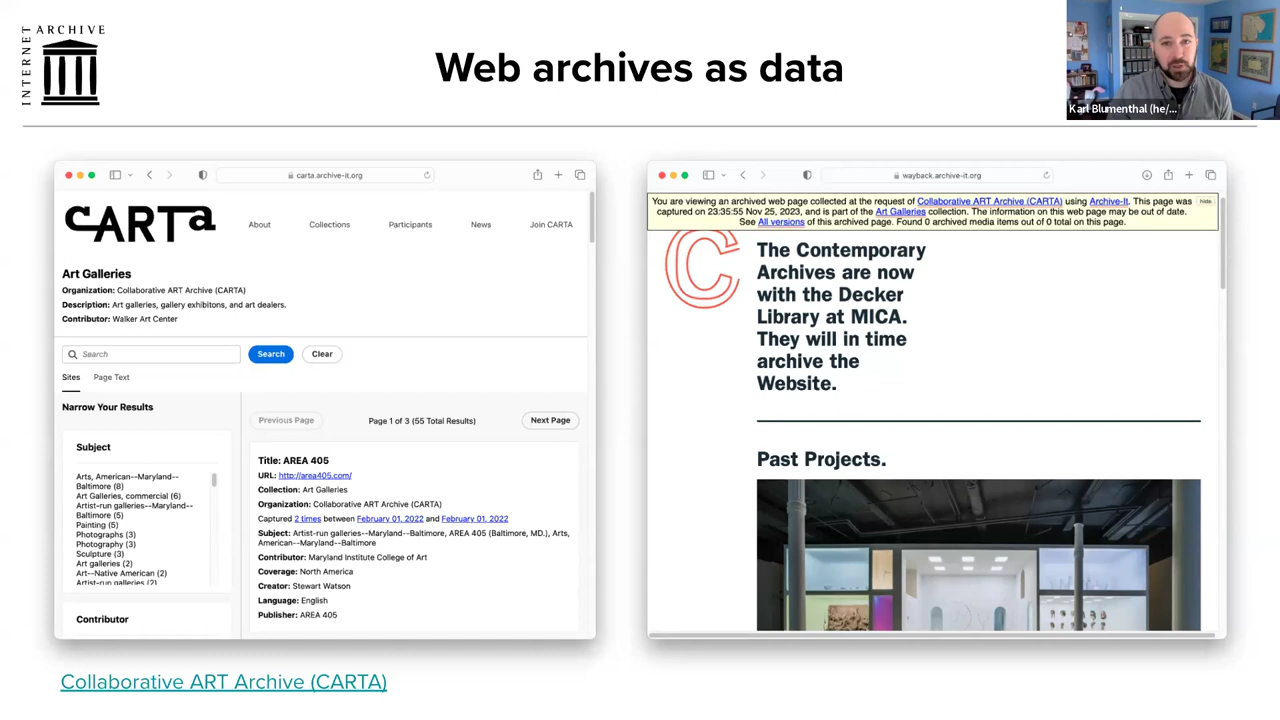 INTERNET ARCHIVE
Web archives as data
Karl Blumenthal (he/...
carta.archive-it.org
CARTa
About Collections Participants News Join CARTA
Art Galleries
Organization: Collaborative ART Archive (CARTA)
Description: Art galleries, gallery exhibitons, and art dealers.
Contributor: Walker Art Center
Search Search Clear
Sites Page Text
Narrow Your Results
Subject
Arts, American--Maryland--
Baltimore (8)
Art Galleries, commercial (6)
Artist-run galleries--Maryland--
Baltimore (5)
Painting (5)
Photographs (3)
Photography (3)
Sculpture (3)
Art galleries (2)
Art--Native American (2)
Artist-run galleries (2)
Contributor
Previous Page Page 1 of 3 (55 Total Results) Next Page
Title: AREA 405
URL: http://area405.com/
Collection: Art Galleries
Organization: Collaborative ART Archive (CARTA)
Captured 2 times between February 01, 2022 and February 01, 2022
Subject: Artist-run galleries--Maryland--Baltimore, AREA 405 (Baltimore, MD.), Arts,
American--Maryland--Baltimore
Contributor: Maryland Institute College of Art
Coverage: North America
Creator: Stewart Watson
Language: English
Publisher: AREA 405
wayback.archive-it.org
You are viewing an archived web page collected at the request of Collaborative ART Archive (CARTA) using Archive-It. This page was hide
captured on 23:35:55 Nov 25, 2023, and is part of the Art Galleries collection. The information on this web page may be out of date.
See All versions of this archived page. Found 0 archived media items out of 0 total on this page.
C
The Contemporary
Archives are now
with the Decker
Library at MICA.
They will in time
archive the
Website.
Past Projects.
Collaborative ART Archive (CARTA)